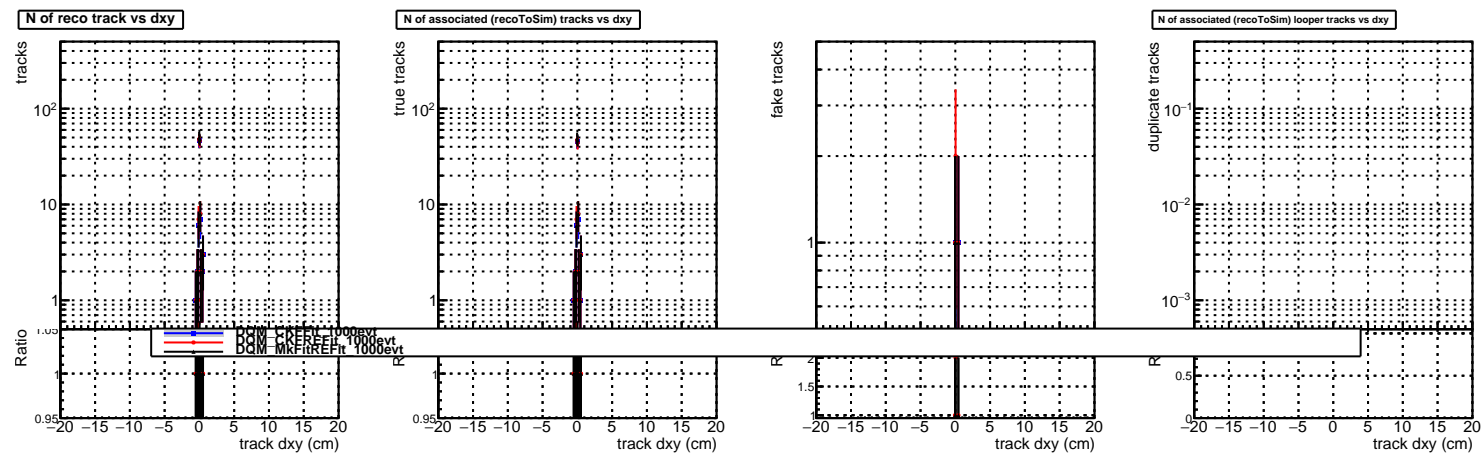 N of reco track vs dxy
N of associated (recoToSim) tracks vs dxy
N of associated (recoToSim) looper tracks vs dxy
tracks
10²
10
1
Ratio
1.05
1
0.95
−20 −15 −10 −5 0 5 10 15 20
track dxy (cm)
true tracks
10²
10
1
−20 −15 −10 −5 0 5 10 15 20
track dxy (cm)
fake tracks
1
2
1.5
1
−20 −15 −10 −5 0 5 10 15 20
track dxy (cm)
duplicate tracks
10⁻¹
10⁻²
10⁻³
0.5
0
−20 −15 −10 −5 0 5 10 15 20
track dxy (cm)
1
0.95
DQM_CKFFit_1000evt
DQM_CKFREFit_1000evt
DQM_MkFitREFit_1000evt